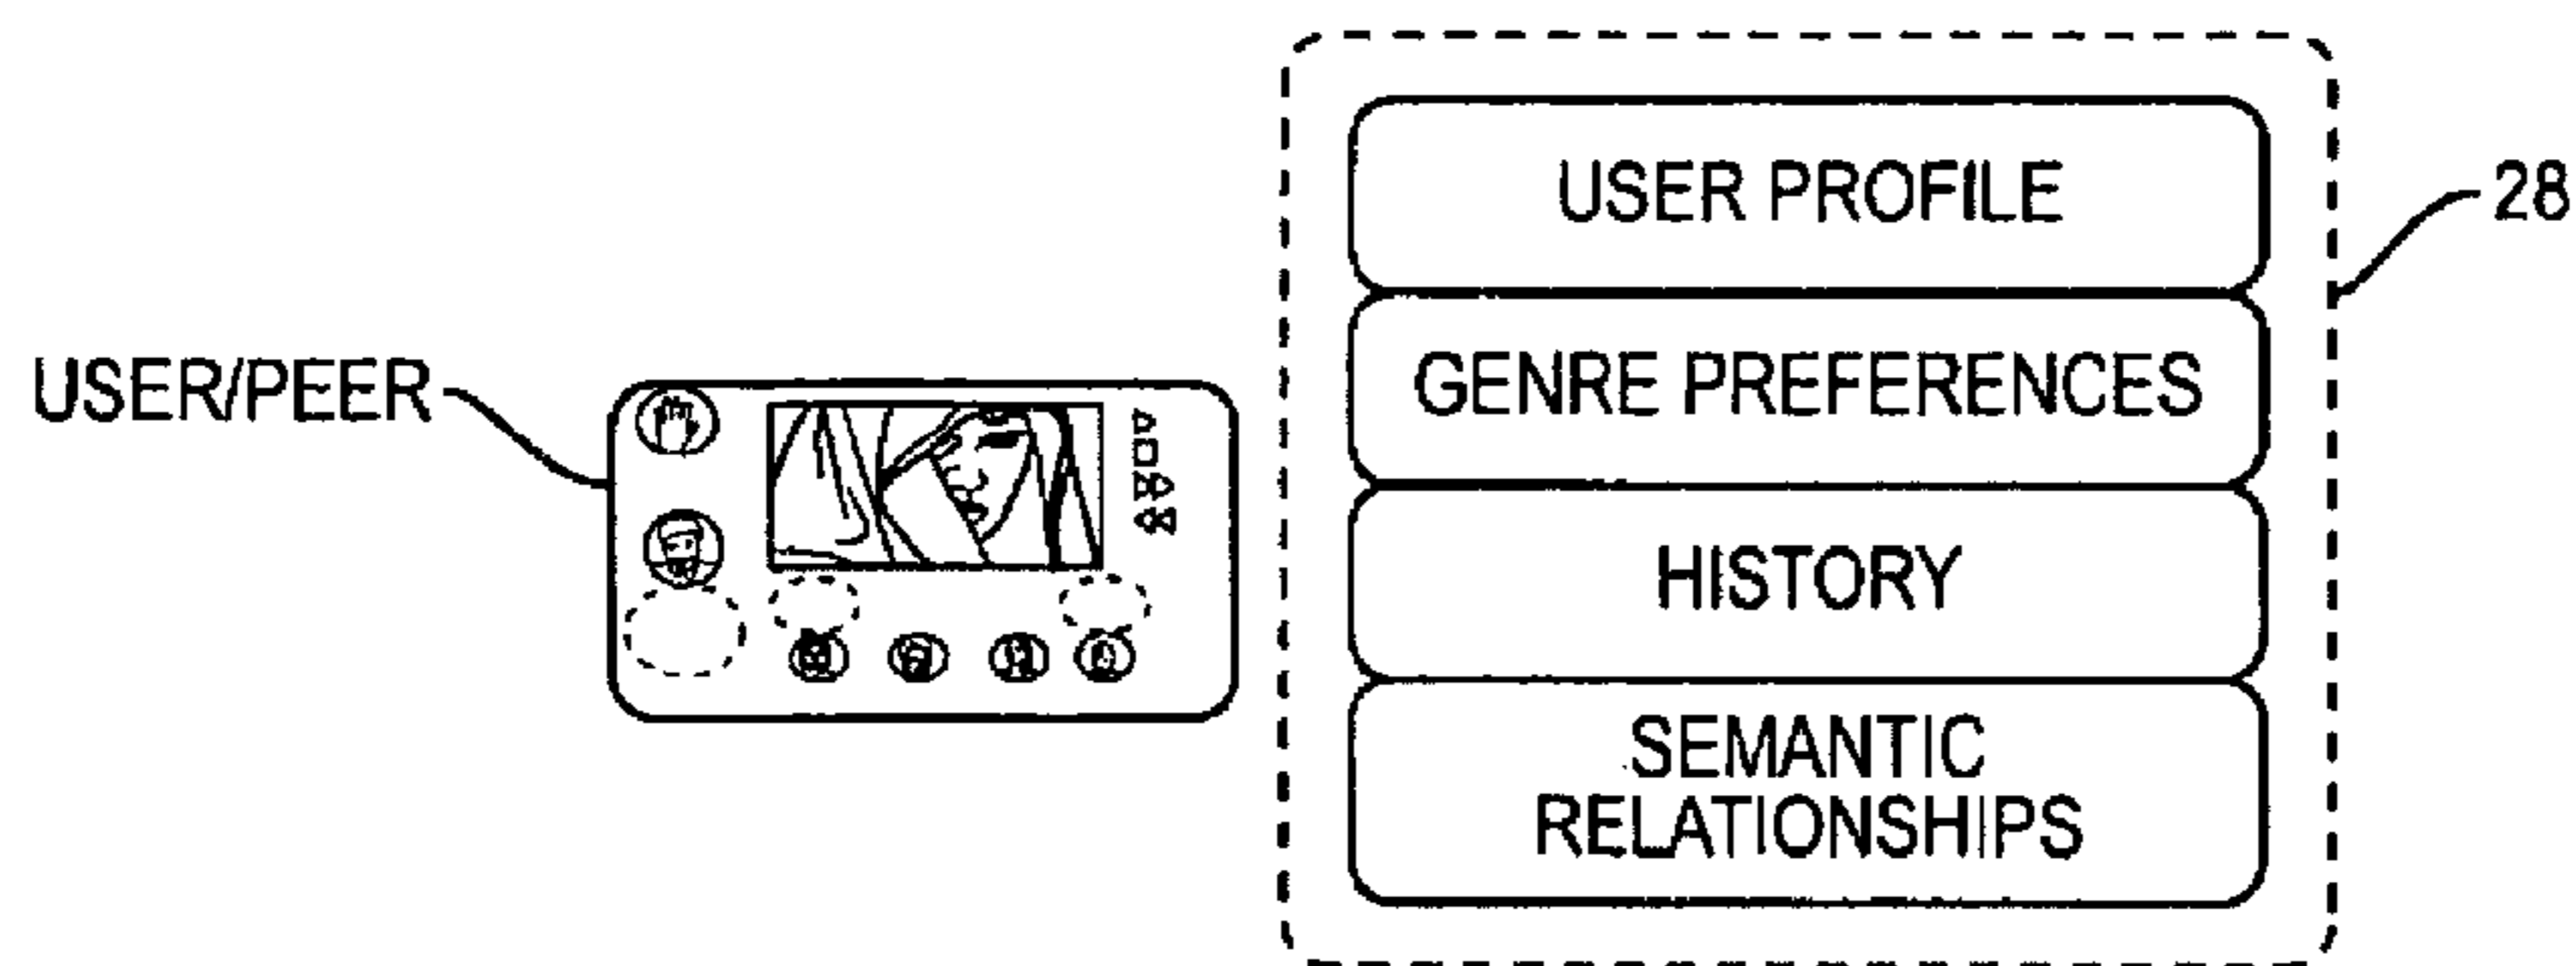 USER PROFILE
28
USER/PEER
GENRE PREFERENCES
HISTORY
SEMANTIC
RELATIONSHIPS